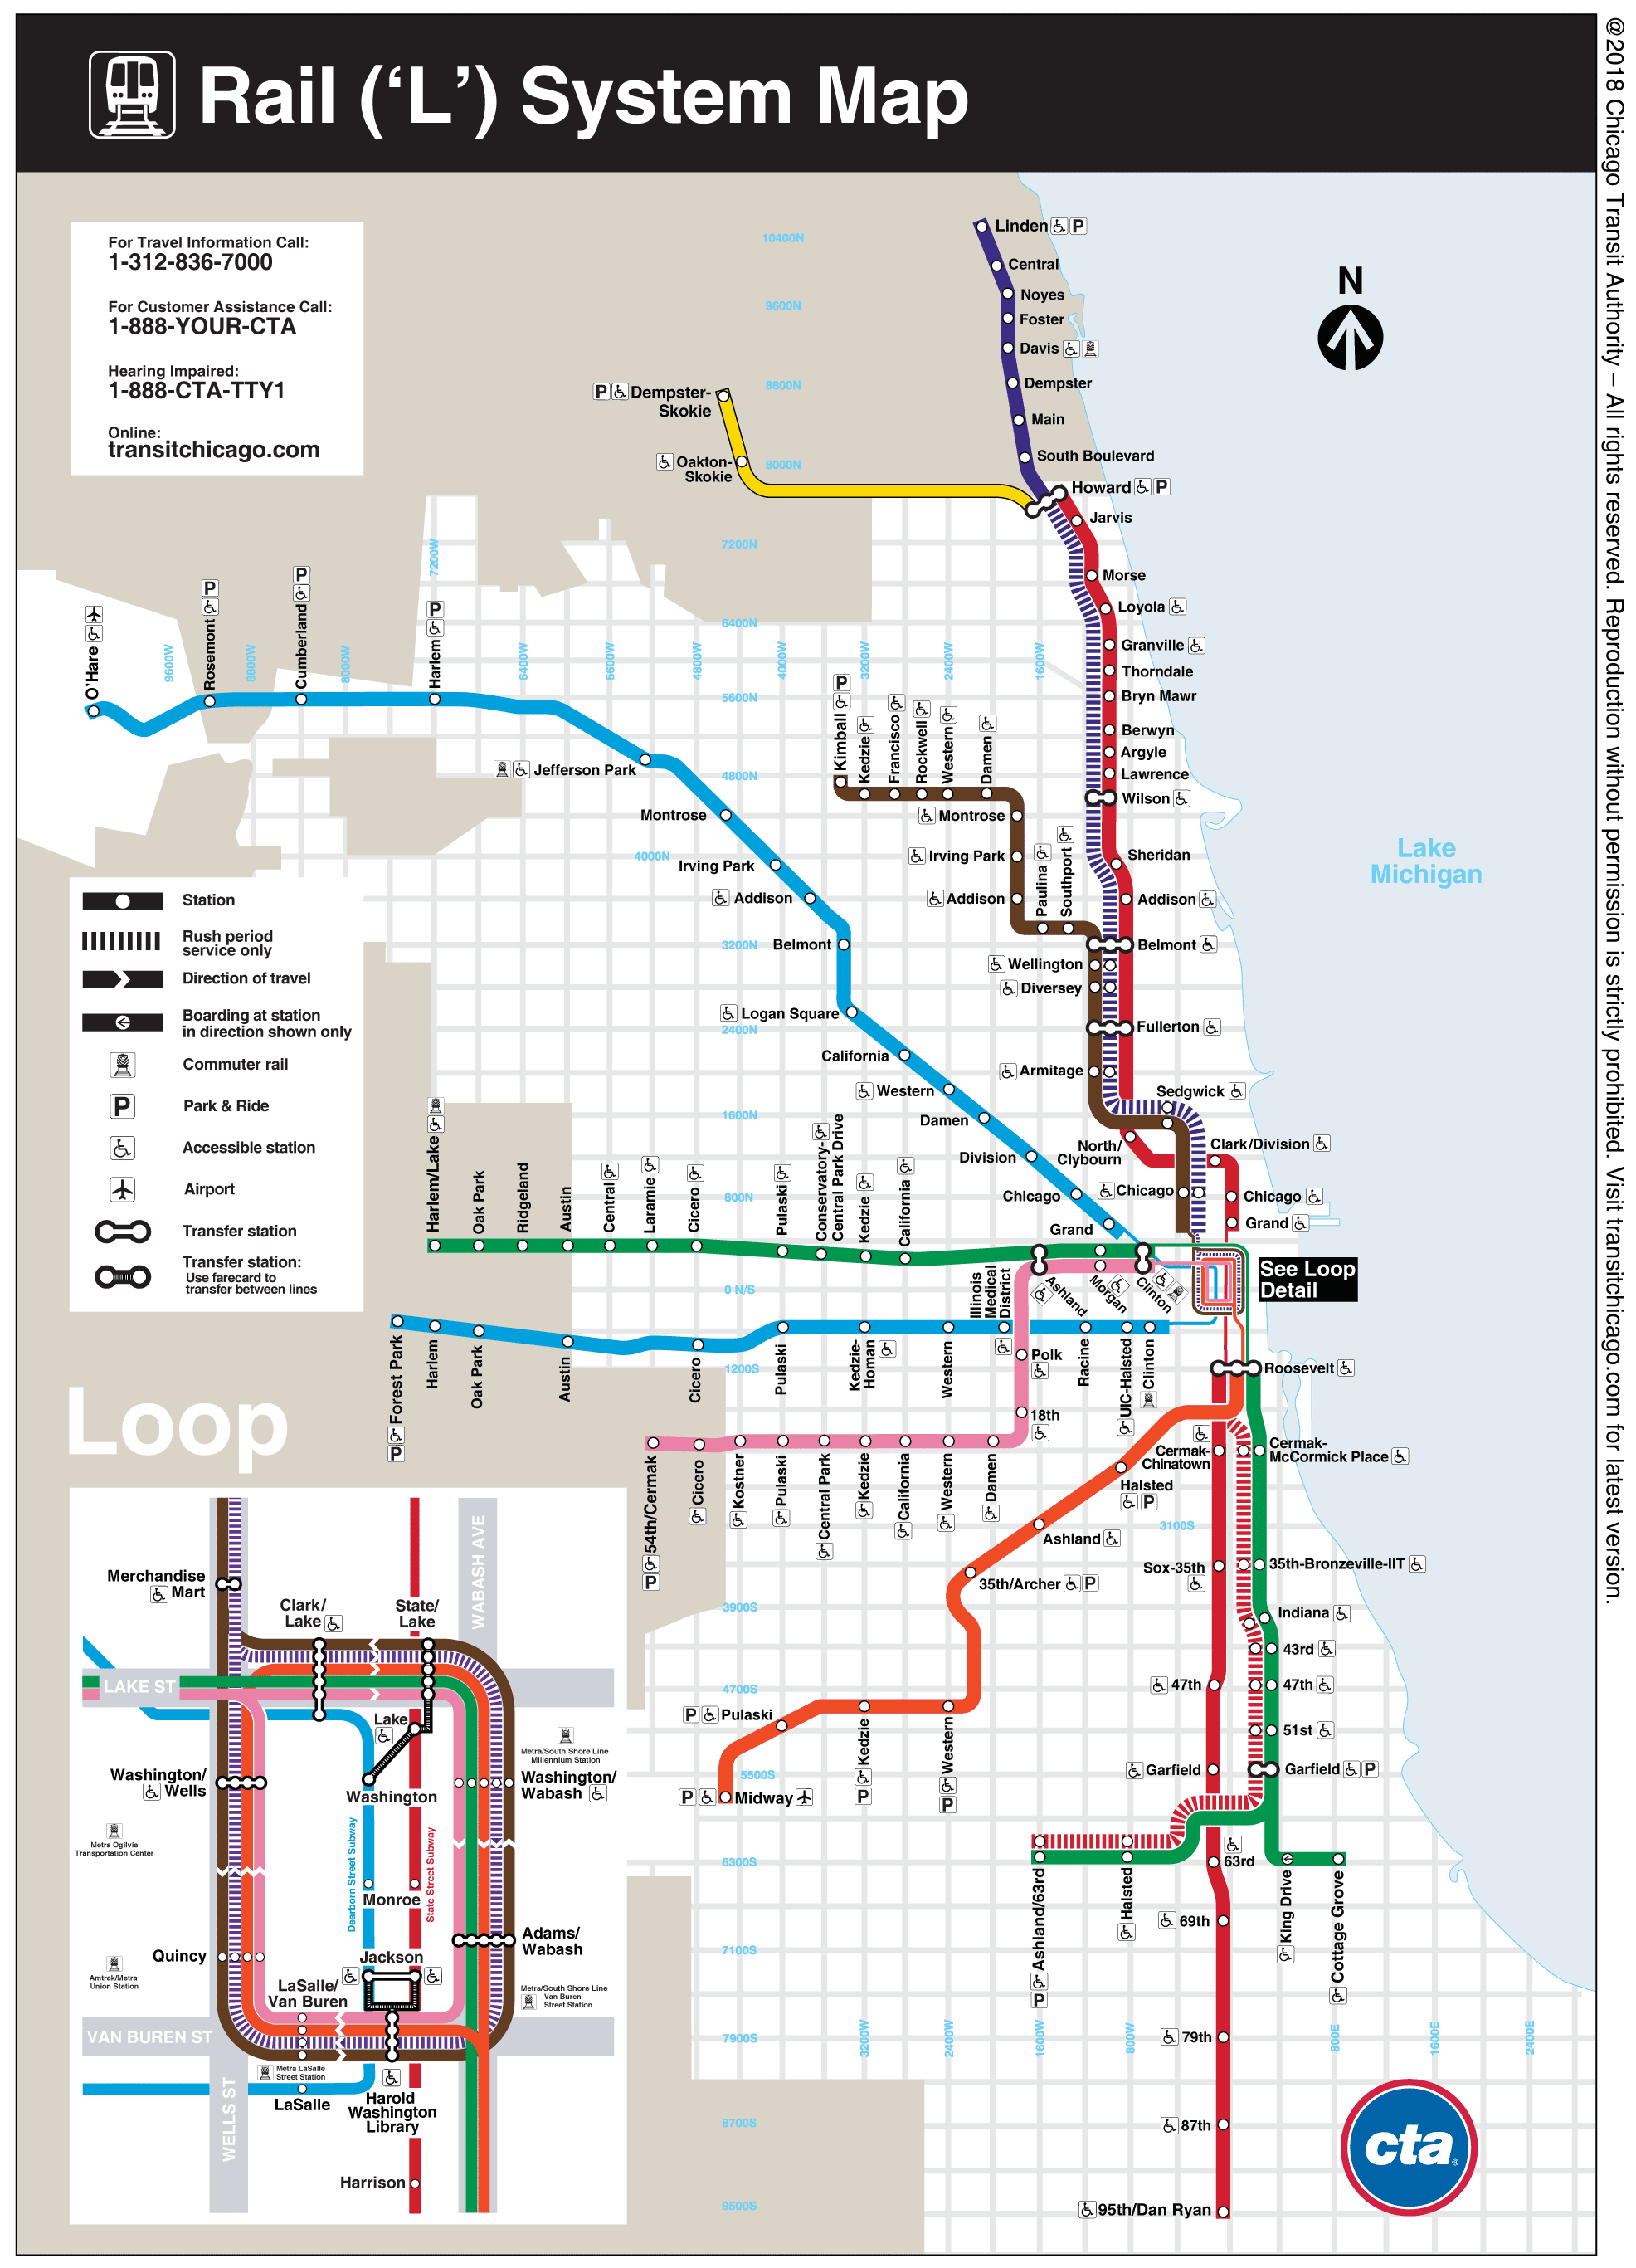 Rail (‘L’) System Map
@2018 Chicago Transit Authority – All rights reserved. Reproduction without permission is strictly prohibited. Visit transitchicago.com for latest version.
For Travel Information Call:
1-312-836-7000
For Customer Assistance Call:
1-888-YOUR-CTA
Hearing Impaired:
1-888-CTA-TTY1
Online:
transitchicago.com
N
Lake
Michigan
10400N
9600N
8800N
8000N
7200N
6400N
5600N
4800N
4000N
3200N
2400N
1600N
800N
0 N/S
1200S
3100S
3900S
4700S
5500S
6300S
7100S
7900S
8700S
9500S
9600W
8800W
8000W
7200W
6400W
5600W
4800W
4000W
3200W
2400W
1600W
3200W
2400W
1600W
800W
800E
1600E
2400E
Linden P
Central
Noyes
Foster
Davis
Dempster
Main
South Boulevard
Howard P
P Dempster-
Skokie
Oakton-
Skokie
Jarvis
Morse
Loyola
Granville
Thorndale
Bryn Mawr
Berwyn
Argyle
Lawrence
Wilson
Sheridan
Addison
Belmont
Wellington
Diversey
Fullerton
Armitage
Sedgwick
North/
Clybourn
Clark/Division
Chicago
Chicago
Grand
O'Hare
Rosemont P
Cumberland P
Harlem P
Jefferson Park
Montrose
Irving Park
Addison
Belmont
Logan Square
California
Western
Damen
Division
Chicago
Grand
Kimball P
Kedzie
Francisco
Rockwell
Western
Damen
Montrose
Irving Park
Addison
Paulina
Southport
Harlem/Lake
Oak Park
Ridgeland
Austin
Central
Laramie
Cicero
Pulaski
Conservatory-
Central Park Drive
Kedzie
California
Ashland
Morgan
Clinton
See Loop
Detail
Forest Park P
Harlem
Oak Park
Austin
Cicero
Pulaski
Kedzie-
Homan
Western
Illinois
Medical
District
Racine
UIC-Halsted
Clinton
Polk
18th
54th/Cermak P
Cicero
Kostner
Pulaski
Central Park
Kedzie
California
Western
Damen
Roosevelt
Cermak-
Chinatown
Cermak-
McCormick Place
Halsted
P
Ashland
35th/Archer P
Sox-35th
35th-Bronzeville-IIT
Indiana
43rd
47th
47th
51st
Garfield
Garfield P
P Pulaski
Kedzie P
Western P
P Midway
63rd
Ashland/63rd P
Halsted
King Drive
Cottage Grove
69th
79th
87th
95th/Dan Ryan
Station
Rush period
service only
Direction of travel
Boarding at station
in direction shown only
Commuter rail
P Park & Ride
Accessible station
Airport
Transfer station
Transfer station:
Use farecard to
transfer between lines
Loop
Merchandise
Mart
Clark/
Lake
State/
Lake
WABASH AVE
LAKE ST
Lake
Washington/
Wells
Washington
Metra/South Shore Line
Millennium Station
Washington/
Wabash
Metra Ogilvie
Transportation Center
Dearborn Street Subway
State Street Subway
Monroe
Quincy
Adams/
Wabash
Jackson
Amtrak/Metra
Union Station
LaSalle/
Van Buren
Metra/South Shore Line
Van Buren
Street Station
VAN BUREN ST
Metra LaSalle
Street Station
LaSalle
Harold
Washington
Library
WELLS ST
Harrison
cta®